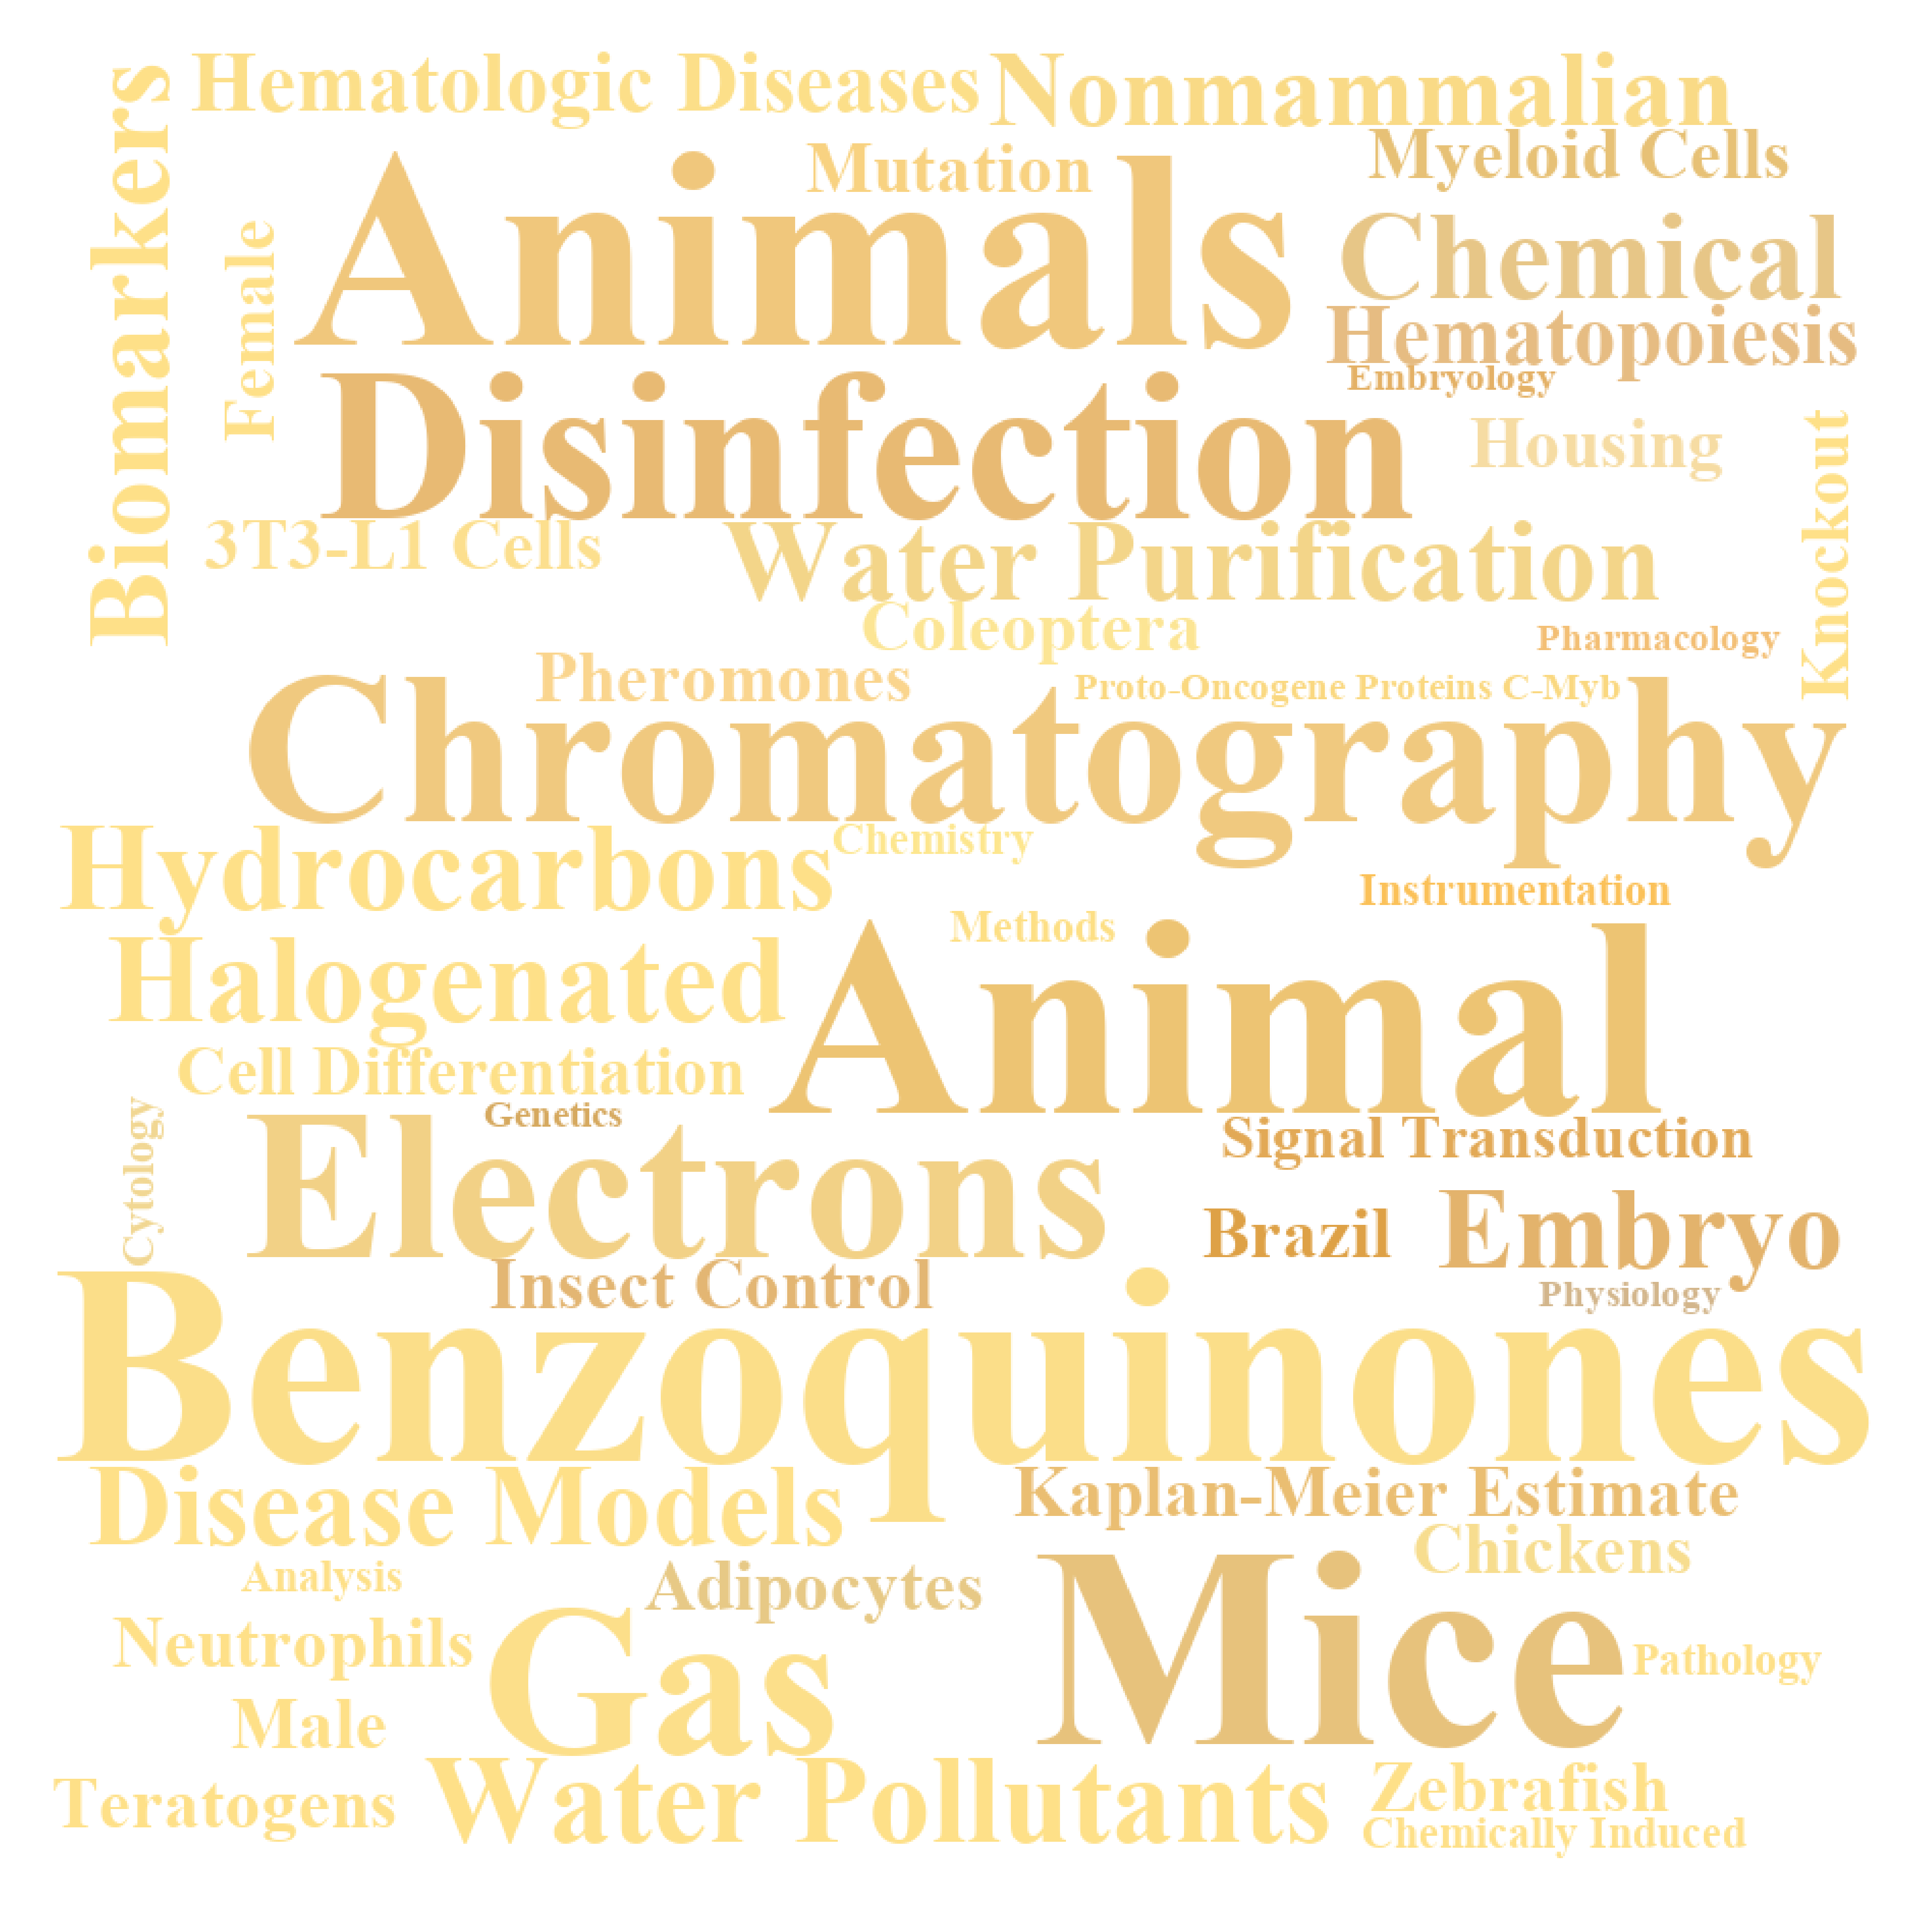 Hematologic Diseases
Nonmammalian
Biomarkers
Mutation
Myeloid Cells
Animals
Female
Chemical
Hematopoiesis
Embryology
Disinfection
Housing
Knockout
3T3-L1 Cells
Water Purification
Coleoptera
Pharmacology
Pheromones
Proto-Oncogene Proteins C-Myb
Chromatography
Hydrocarbons
Chemistry
Instrumentation
Methods
Halogenated
Animal
Cell Differentiation
Genetics
Cytology
Electrons
Signal Transduction
Brazil
Embryo
Insect Control
Physiology
Benzoquinones
Disease Models
Kaplan-Meier Estimate
Chickens
Analysis
Adipocytes
Mice
Neutrophils
Gas
Pathology
Male
Teratogens
Water Pollutants
Zebrafish
Chemically Induced